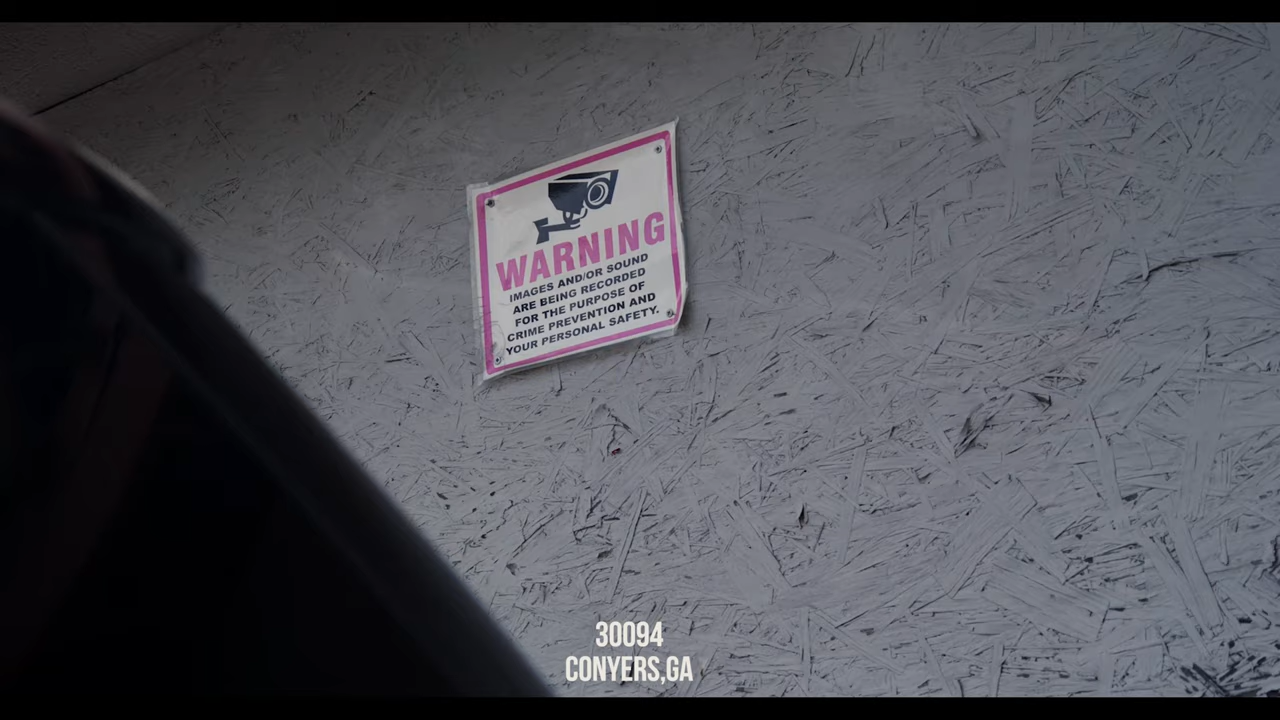 WARNING
IMAGES AND/OR SOUND
ARE BEING RECORDED
FOR THE PURPOSE OF
CRIME PREVENTION AND
YOUR PERSONAL SAFETY.
30094
CONYERS,GA